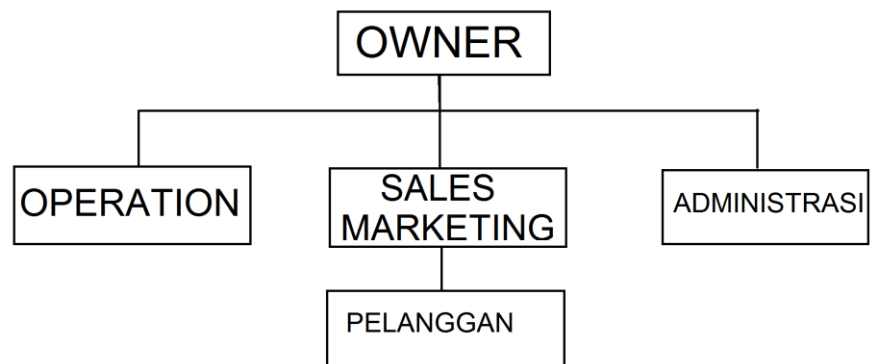 OWNER
OPERATION
SALES
MARKETING
ADMINISTRASI
PELANGGAN